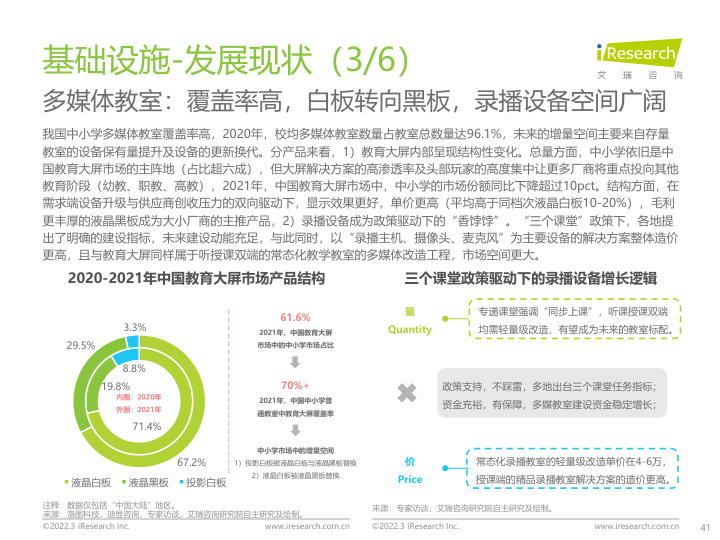 基础设施-发展现状（3/6）
iResearch
艾 瑞 咨 询
多媒体教室：覆盖率高，白板转向黑板，录播设备空间广阔
我国中小学多媒体教室覆盖率高，2020年，校均多媒体教室数量占教室总数量达96.1%，未来的增量空间主要来自存量
教室的设备保有量提升及设备的更新换代。分产品来看，1）教育大屏内部呈现结构性变化。总量方面，中小学依旧是中
国教育大屏市场的主阵地（占比超六成），但大屏解决方案的高渗透率及头部玩家的高度集中让更多厂商将重点投向其他
教育阶段（幼教、职教、高教），2021年，中国教育大屏市场中，中小学的市场份额同比下降超过10pct。结构方面，在
需求端设备升级与供应商创收压力的双向驱动下，显示效果更好，单价更高（平均高于同档次液晶白板10-20%），毛利
更丰厚的液晶黑板成为大小厂商的主推产品，2）录播设备成为政策驱动下的“香饽饽”。“三个课堂”政策下，各地提
出了明确的建设指标，未来建设动能充足，与此同时，以“录播主机、摄像头、麦克风”为主要设备的解决方案整体造价
更高，且与教育大屏同样属于听授课双端的常态化教学教室的多媒体改造工程，市场空间更大。
2020-2021年中国教育大屏市场产品结构
3.3%
29.5%
8.8%
19.8%
内圈：2020年
外圈：2021年
71.4%
67.2%
液晶白板 液晶黑板 投影白板
61.6%
2021年，中国教育大屏
市场中的中小学市场占比
70%+
2021年，中国中小学普
通教室中教育大屏覆盖率
中小学市场中的增量空间
1）投影白板被液晶白板与液晶黑板替换
2）液晶白板被液晶黑板替换
注释：数据仅包括“中国大陆”地区。
来源：洛图科技，迪显咨询，专家访谈，艾瑞咨询研究院自主研究及绘制。
©2022.3 iResearch Inc. www.iresearch.com.cn
三个课堂政策驱动下的录播设备增长逻辑
量
Quantity
专递课堂强调“同步上课”，听课授课双端
均需轻量级改造，有望成为未来的教室标配。
政策支持，不踩雷，多地出台三个课堂任务指标；
资金充裕，有保障，多媒教室建设资金稳定增长；
价
Price
常态化录播教室的轻量级改造单价在4-6万，
授课端的精品录播教室解决方案的造价更高。
来源：专家访谈，艾瑞咨询研究院自主研究及绘制。
©2022.3 iResearch Inc. www.iresearch.com.cn
41